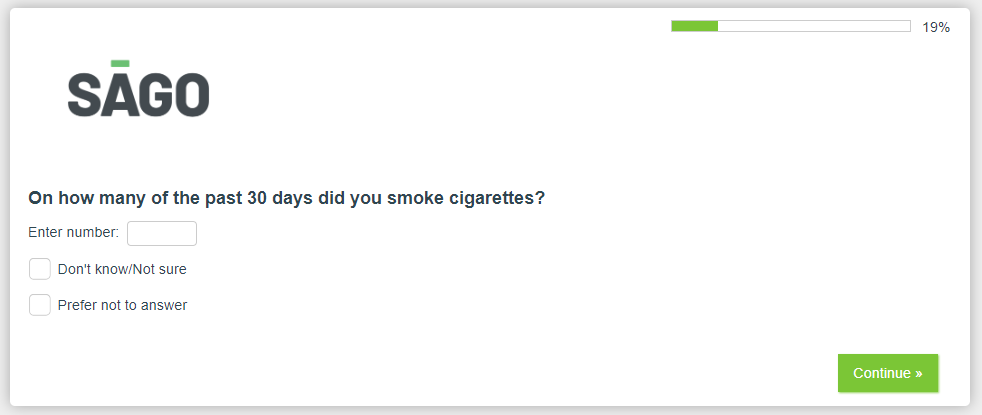 19%
SĀGO
On how many of the past 30 days did you smoke cigarettes?
Enter number:
Don't know/Not sure
Prefer not to answer
Continue »